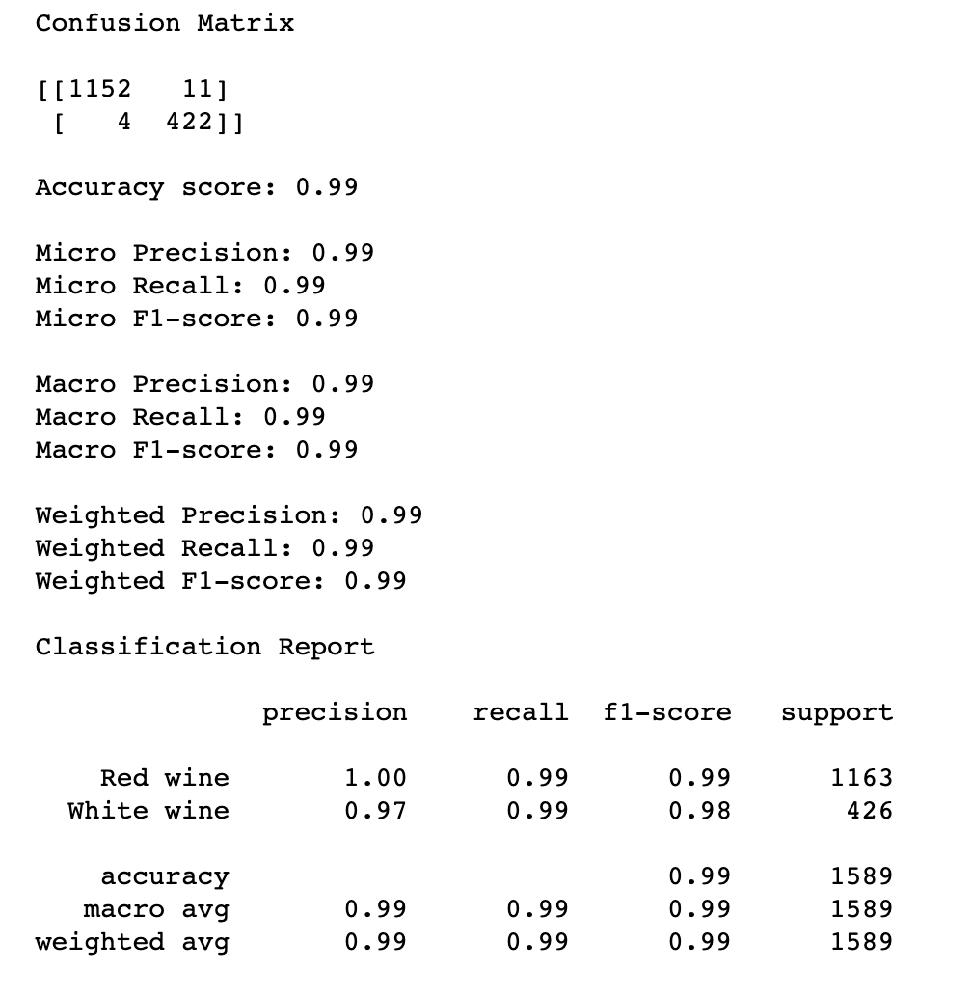 Confusion Matrix
[[1152   11]
 [   4  422]]
Accuracy score: 0.99
Micro Precision: 0.99
Micro Recall: 0.99
Micro F1-score: 0.99
Macro Precision: 0.99
Macro Recall: 0.99
Macro F1-score: 0.99
Weighted Precision: 0.99
Weighted Recall: 0.99
Weighted F1-score: 0.99
Classification Report
precision    recall  f1-score   support
Red wine       1.00      0.99      0.99      1163
White wine       0.97      0.99      0.98       426
accuracy                           0.99      1589
macro avg       0.99      0.99      0.99      1589
weighted avg       0.99      0.99      0.99      1589